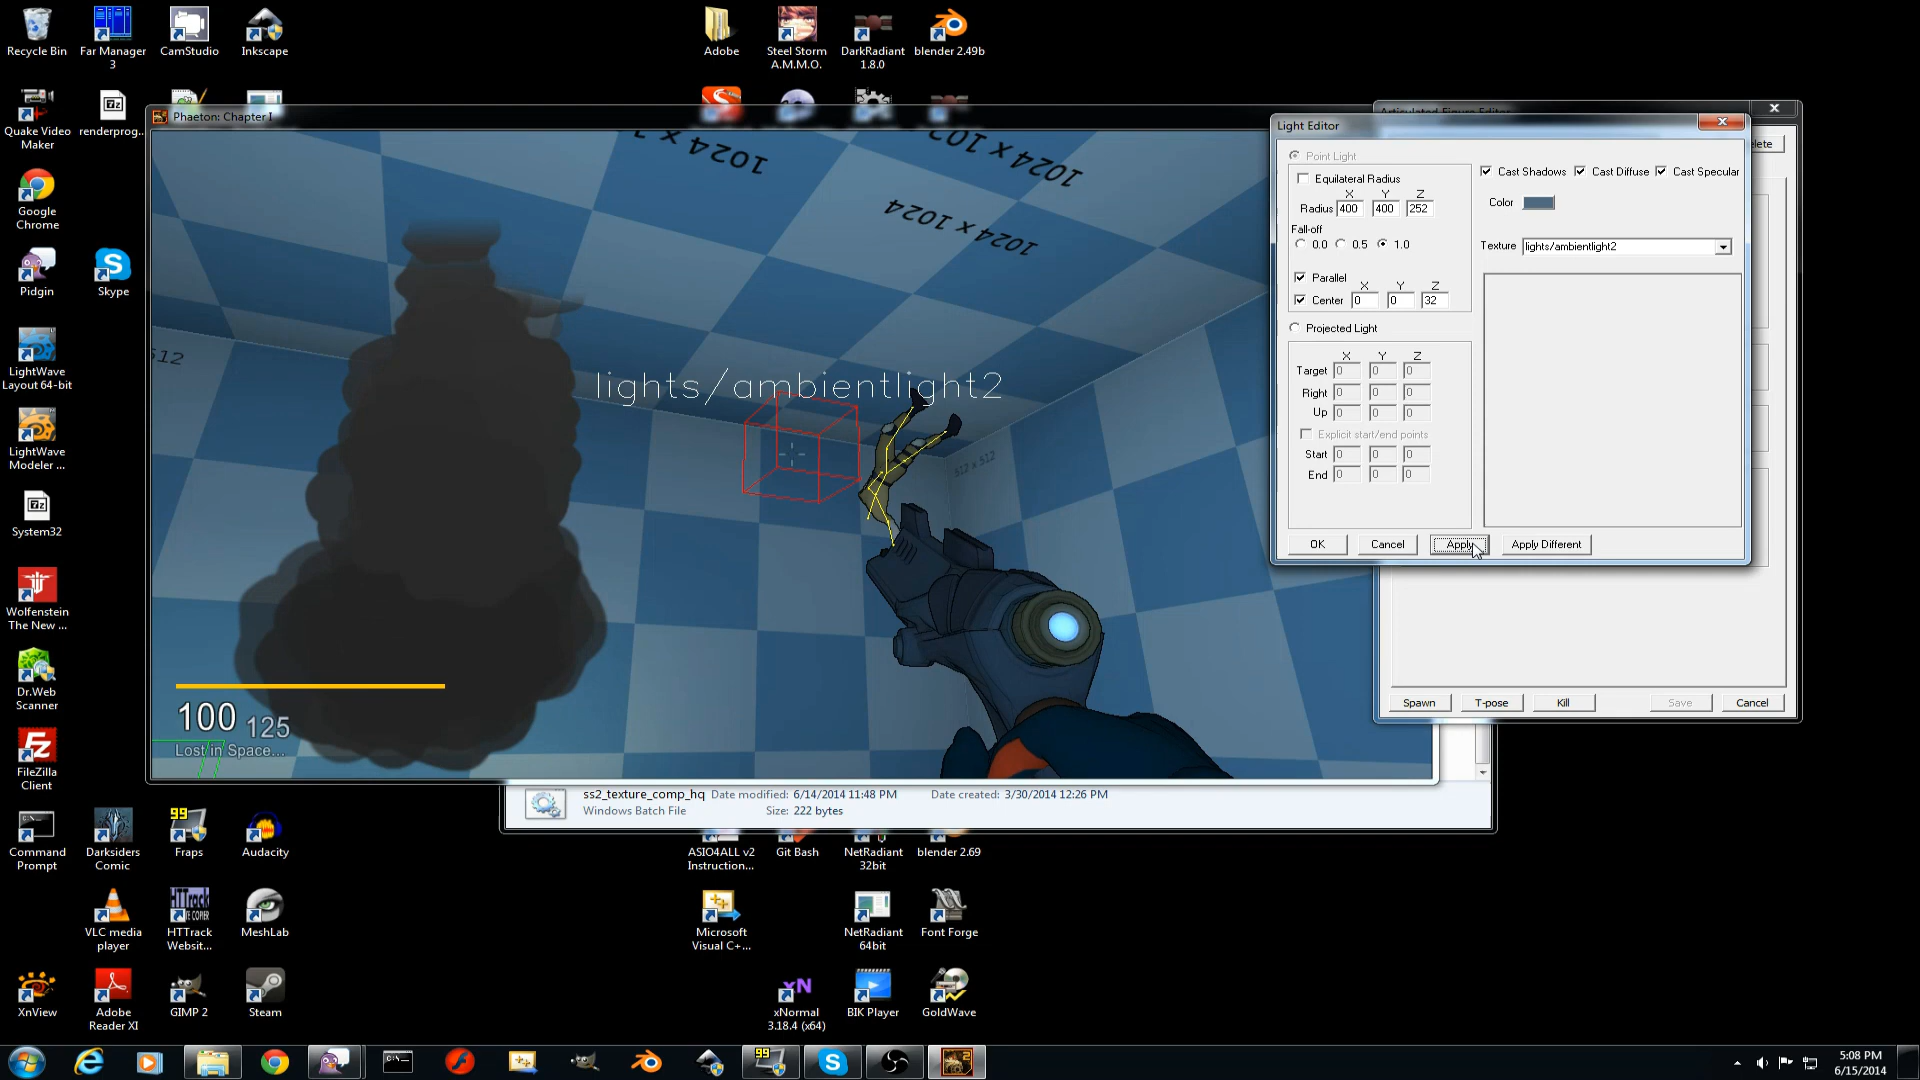 Recycle Bin
Far Manager
3
CamStudio
Inkscape
Adobe
Steel Storm
A.M.M.O.
DarkRadiant
1.8.0
blender 2.49b
Quake Video
Maker
renderprog...
Google
Chrome
Pidgin
Skype
LightWave
Layout 64-bit
LightWave
Modeler ...
System32
Wolfenstein
The New ...
Dr.Web
Scanner
FileZilla
Client
Command
Prompt
Darksiders
Comic
99
Fraps
Audacity
VLC media
player
HTTrack
Websit...
MeshLab
XnView
Adobe
Reader XI
GIMP 2
Steam
Phaeton: Chapter I
1024 x 1
1024 x 1024
512
512 x 512
lights/ambientlight2
100 125
Lost in Space...
Articulated Figure Editor
Light Editor
Point Light
Equilateral Radius
X Y Z
Radius 400 400 252
Fall-off
0.0 0.5 1.0
Parallel
X Y Z
Center 0 0 32
Projected Light
X Y Z
Target 0 0 0
Right 0 0 0
Up 0 0 0
Explicit start/end points
Start 0 0 0
End 0 0 0
Cast Shadows Cast Diffuse Cast Specular
Color
Texture lights/ambientlight2
OK Cancel Apply Apply Different
lete
Spawn T-pose Kill Save Cancel
ss2_texture_comp_hq Date modified: 6/14/2014 11:48 PM Date created: 3/30/2014 12:26 PM
Windows Batch File Size: 222 bytes
ASIO4ALL v2
Instruction...
Git Bash
NetRadiant
32bit
blender 2.69
Microsoft
Visual C+...
NetRadiant
64bit
Font Forge
xN
xNormal
3.18.4 (x64)
BIK Player
GoldWave
99
5:08 PM
6/15/2014